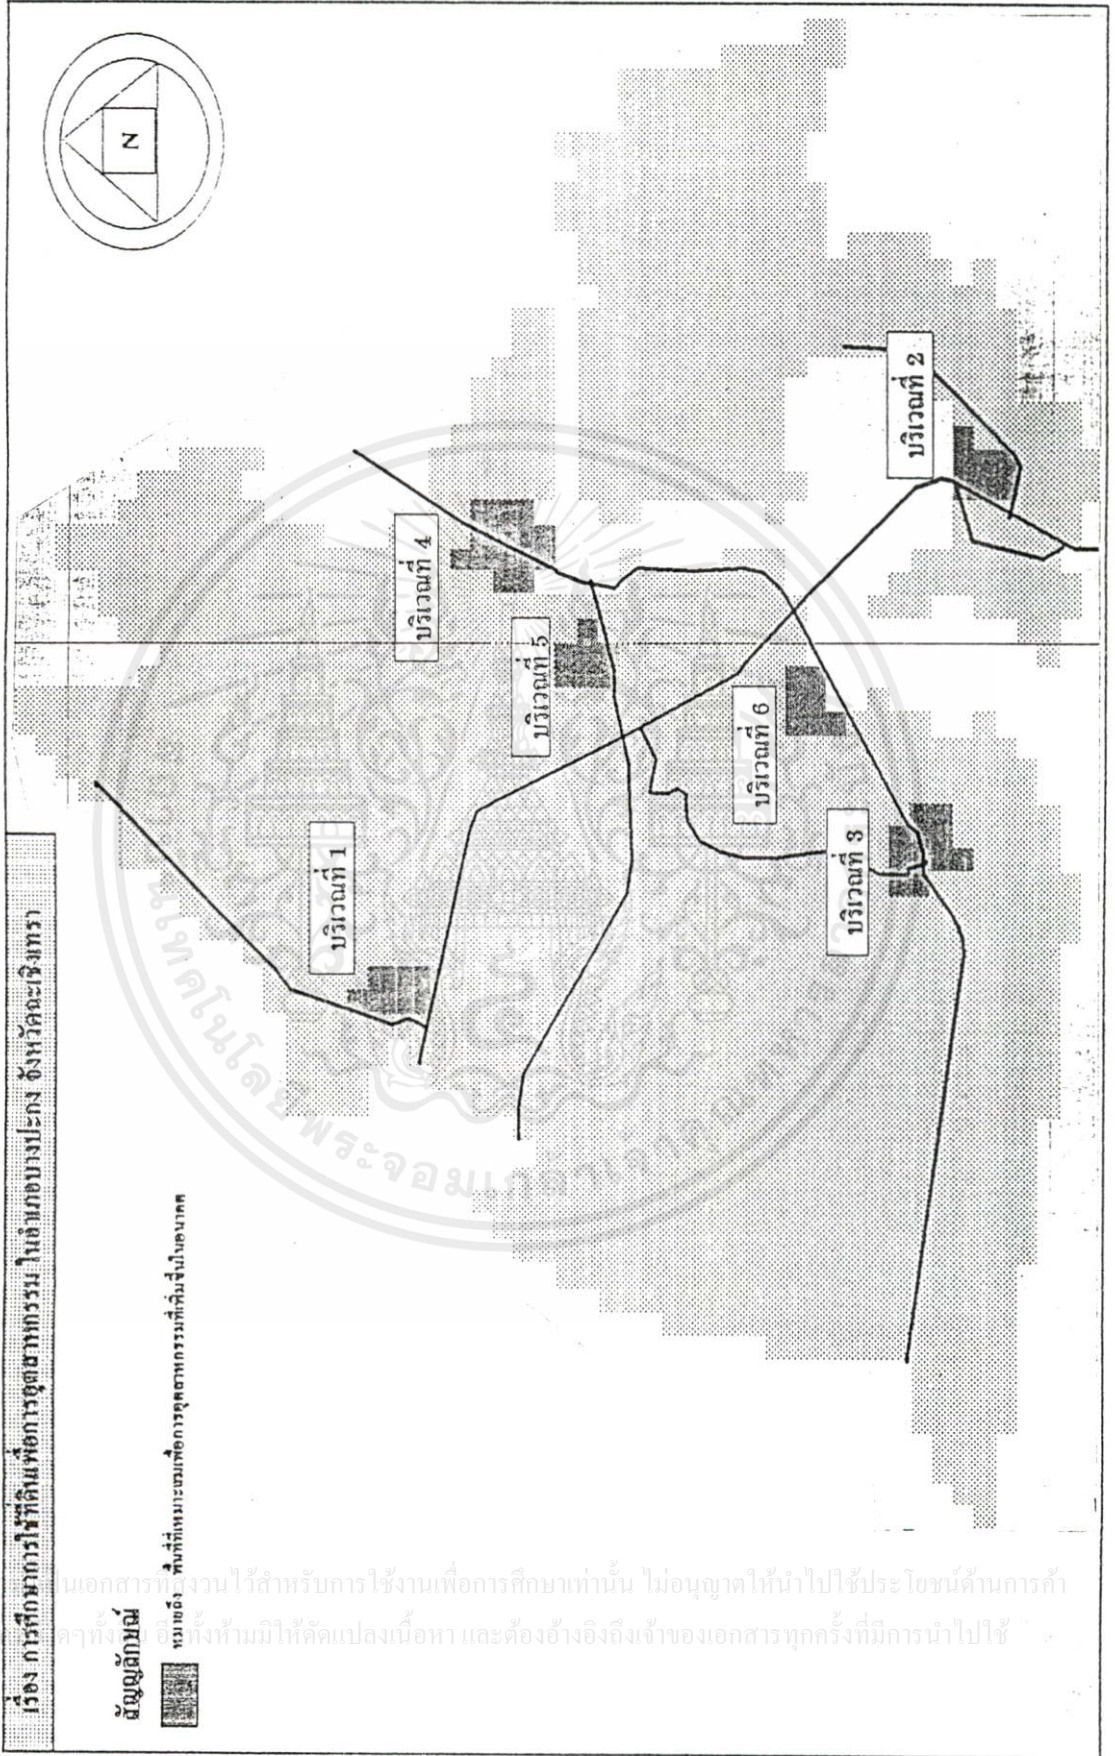 เรื่อง การศึกษาการใช้ที่ดินเพื่อการอุตสาหกรรม ในอำเภอบางปะกง จังหวัดฉะเชิงเทรา
N
บริเวณที่ 1
บริเวณที่ 4
บริเวณที่ 5
บริเวณที่ 6
บริเวณที่ 3
บริเวณที่ 2
สัญญลักษณ์
หมายถึง พื้นที่ที่เหมาะสมเพื่อการอุตสาหกรรมที่เพิ่มขึ้นในอนาคต
เป็นเอกสารที่สงวนไว้สำหรับการใช้งานเพื่อการศึกษาเท่านั้น ไม่อนุญาตให้นำไปใช้ประโยชน์ด้านการค้า
อีกทั้งห้ามมิให้ดัดแปลงเนื้อหา และต้องอ้างอิงถึงเจ้าของเอกสารทุกครั้งที่มีการนำไปใช้